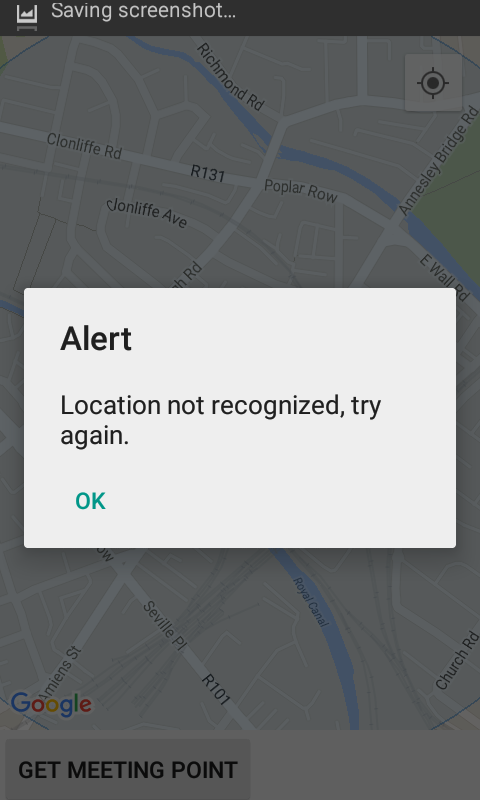 Saving screenshot...
Richmond Rd
Clonliffe Rd
R131
Poplar Row
Annesley Bridge Rd
Clonliffe Ave
E Wall Rd
Rd
Alert
Location not recognized, try
again.
OK
Royal Canal
Seville Pl
Amiens St
R101
Church Rd
Google
GET MEETING POINT